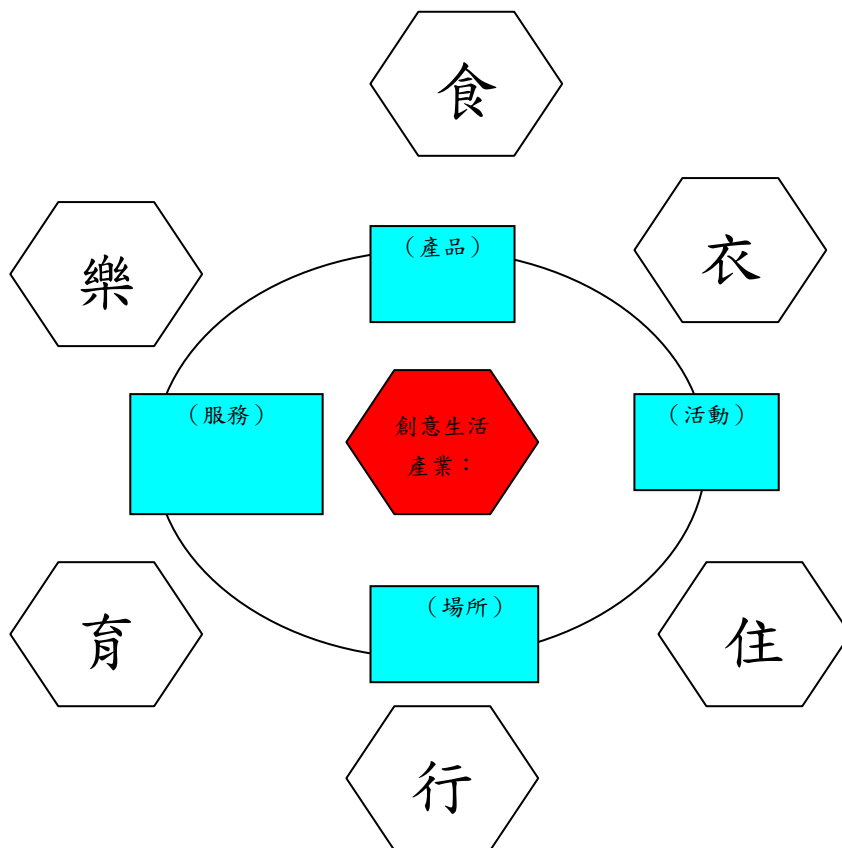 食
衣
樂
（產品）
（服務）
創意生活
產業：
（活動）
（場所）
育
住
行